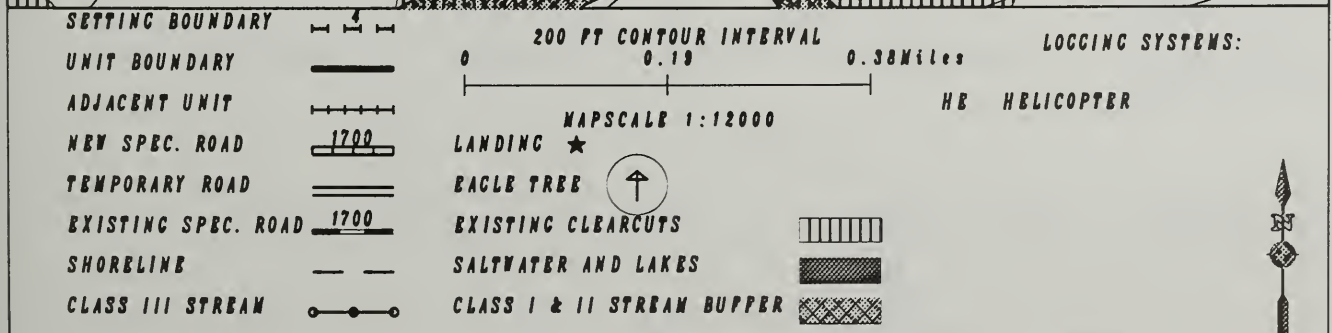 SETTING BOUNDARY 4
UNIT BOUNDARY
ADJACENT UNIT
NEW SPEC. ROAD 1700
TEMPORARY ROAD
EXISTING SPEC. ROAD 1700
SHORELINE
CLASS III STREAM
200 FT CONTOUR INTERVAL
0 0.19 0.38Miles
MAPSCALE 1:12000
LANDING
EAGLE TREE
EXISTING CLEARCUTS
SALTWATER AND LAKES
CLASS I & II STREAM BUFFER
LOGGING SYSTEMS:
HE HELICOPTER